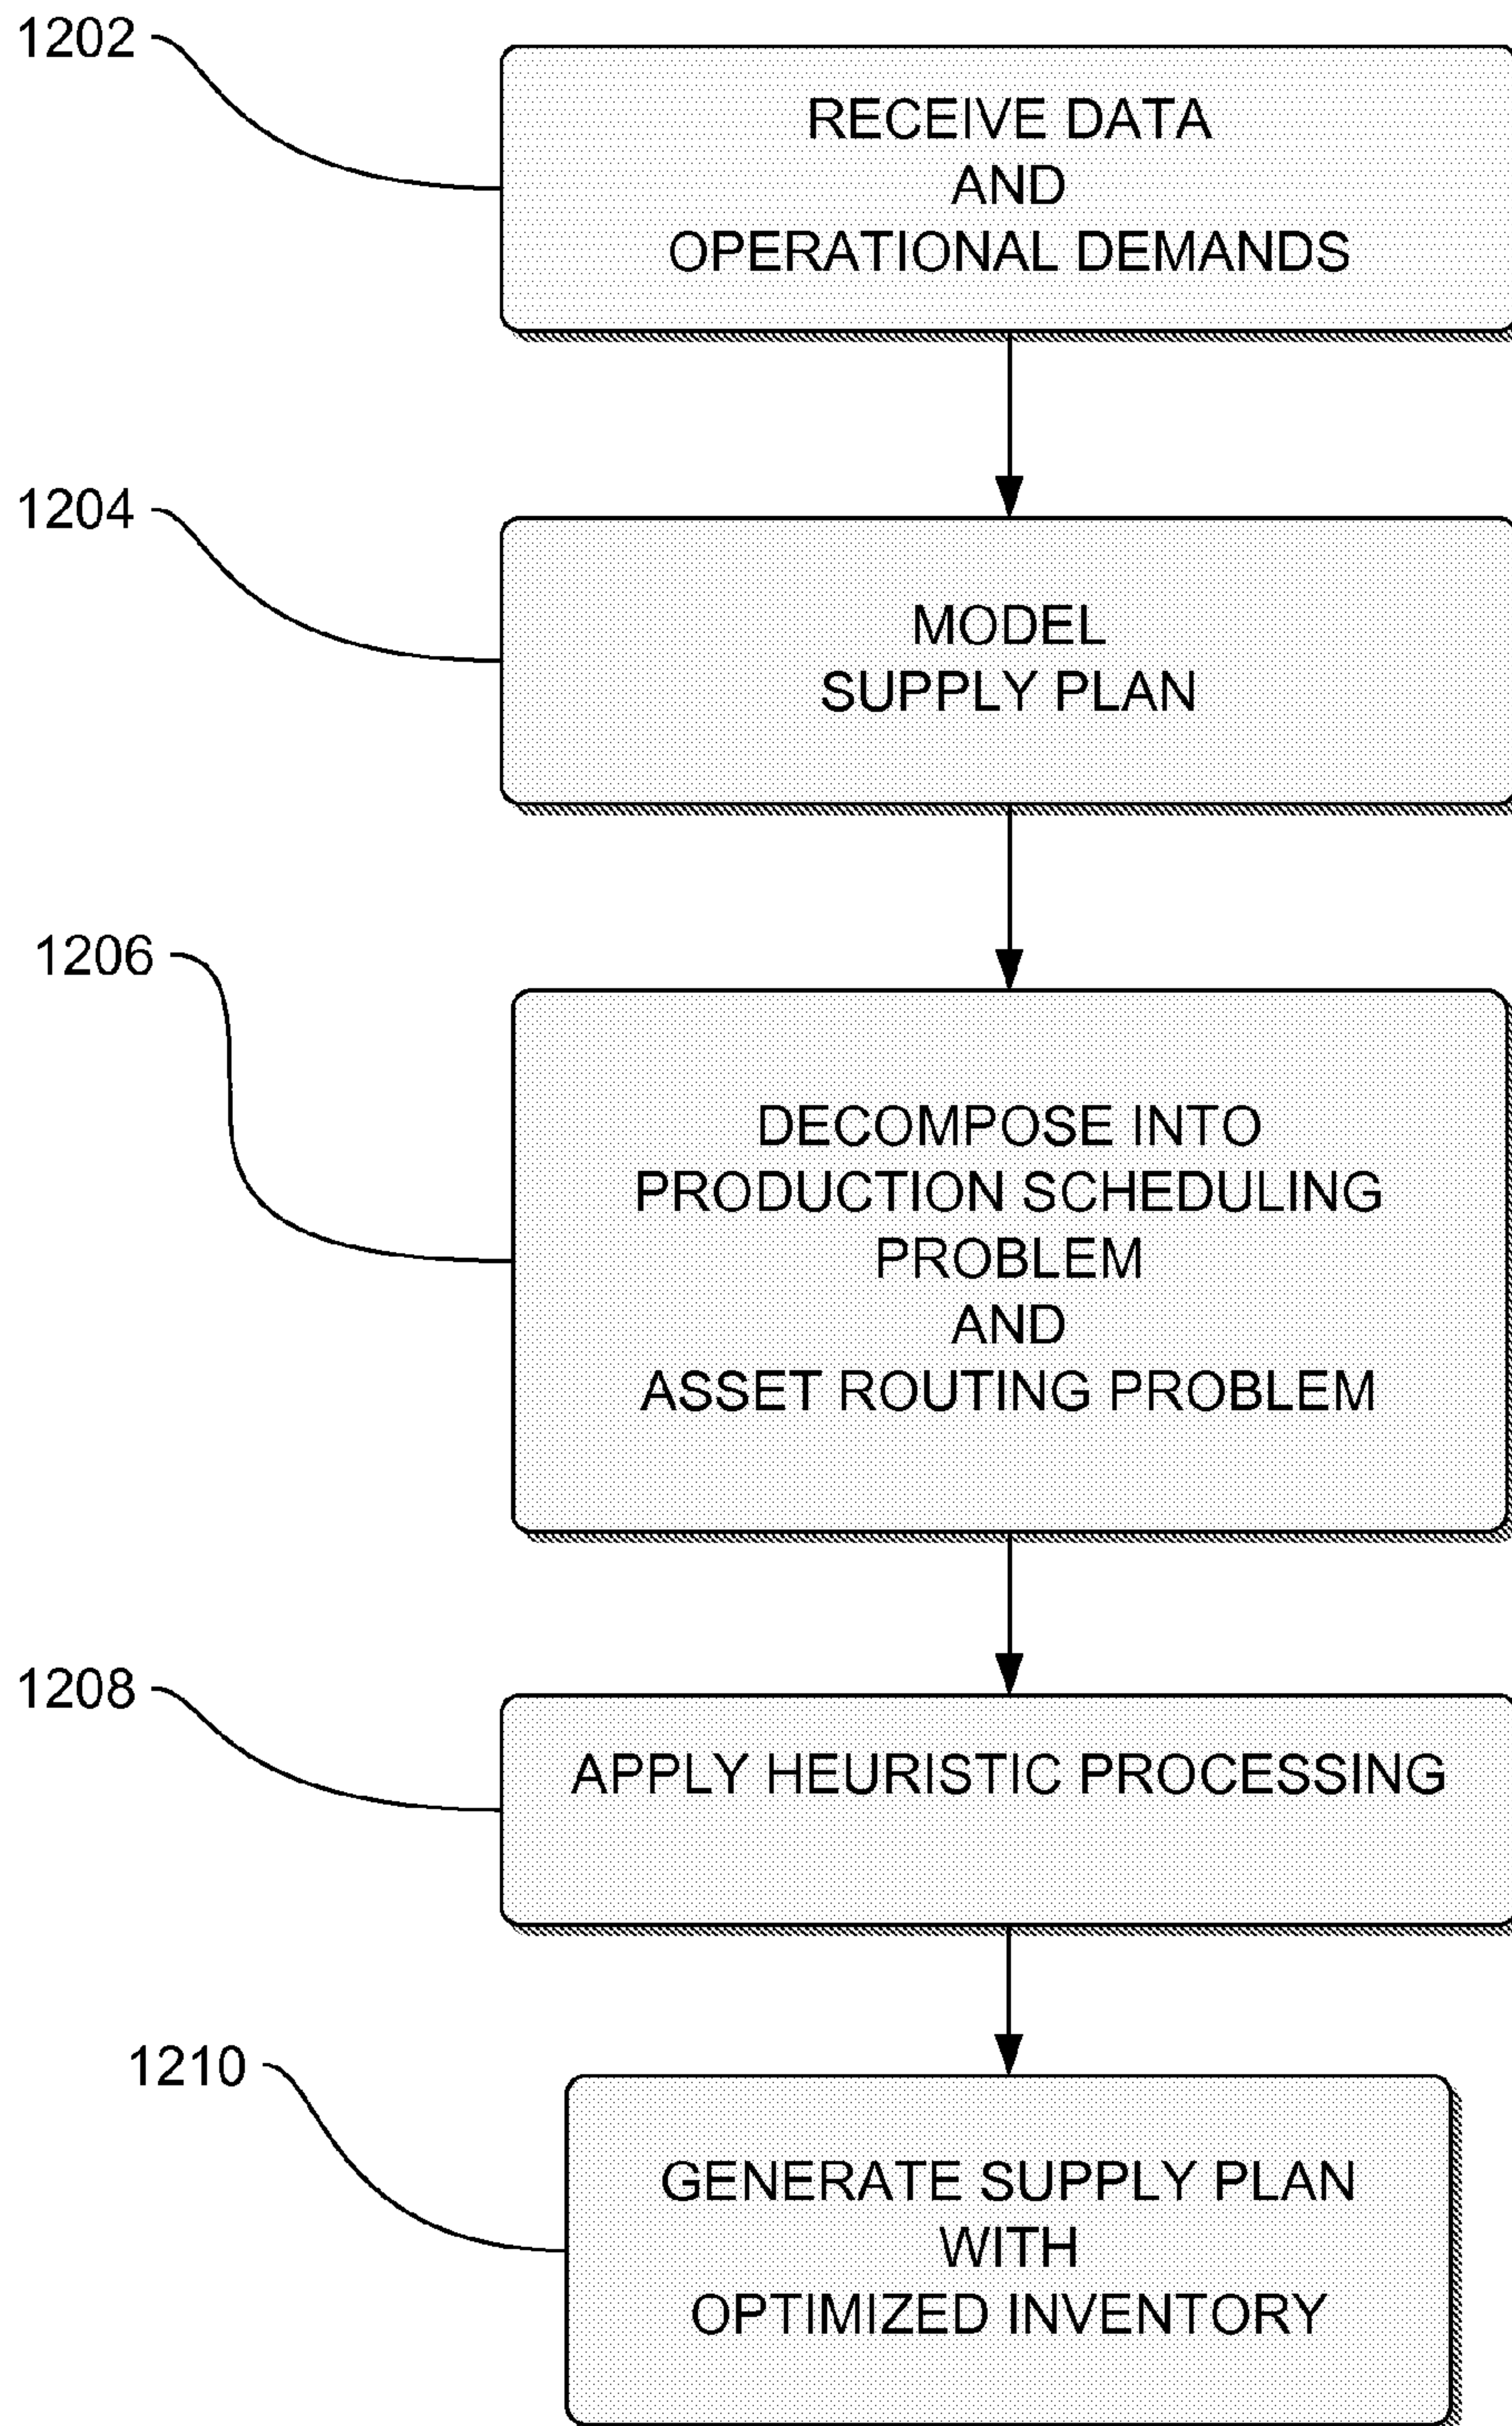 1202
RECEIVE DATA
AND
OPERATIONAL DEMANDS
1204
MODEL
SUPPLY PLAN
1206
DECOMPOSE INTO
PRODUCTION SCHEDULING
PROBLEM
AND
ASSET ROUTING PROBLEM
1208
APPLY HEURISTIC PROCESSING
1210
GENERATE SUPPLY PLAN
WITH
OPTIMIZED INVENTORY